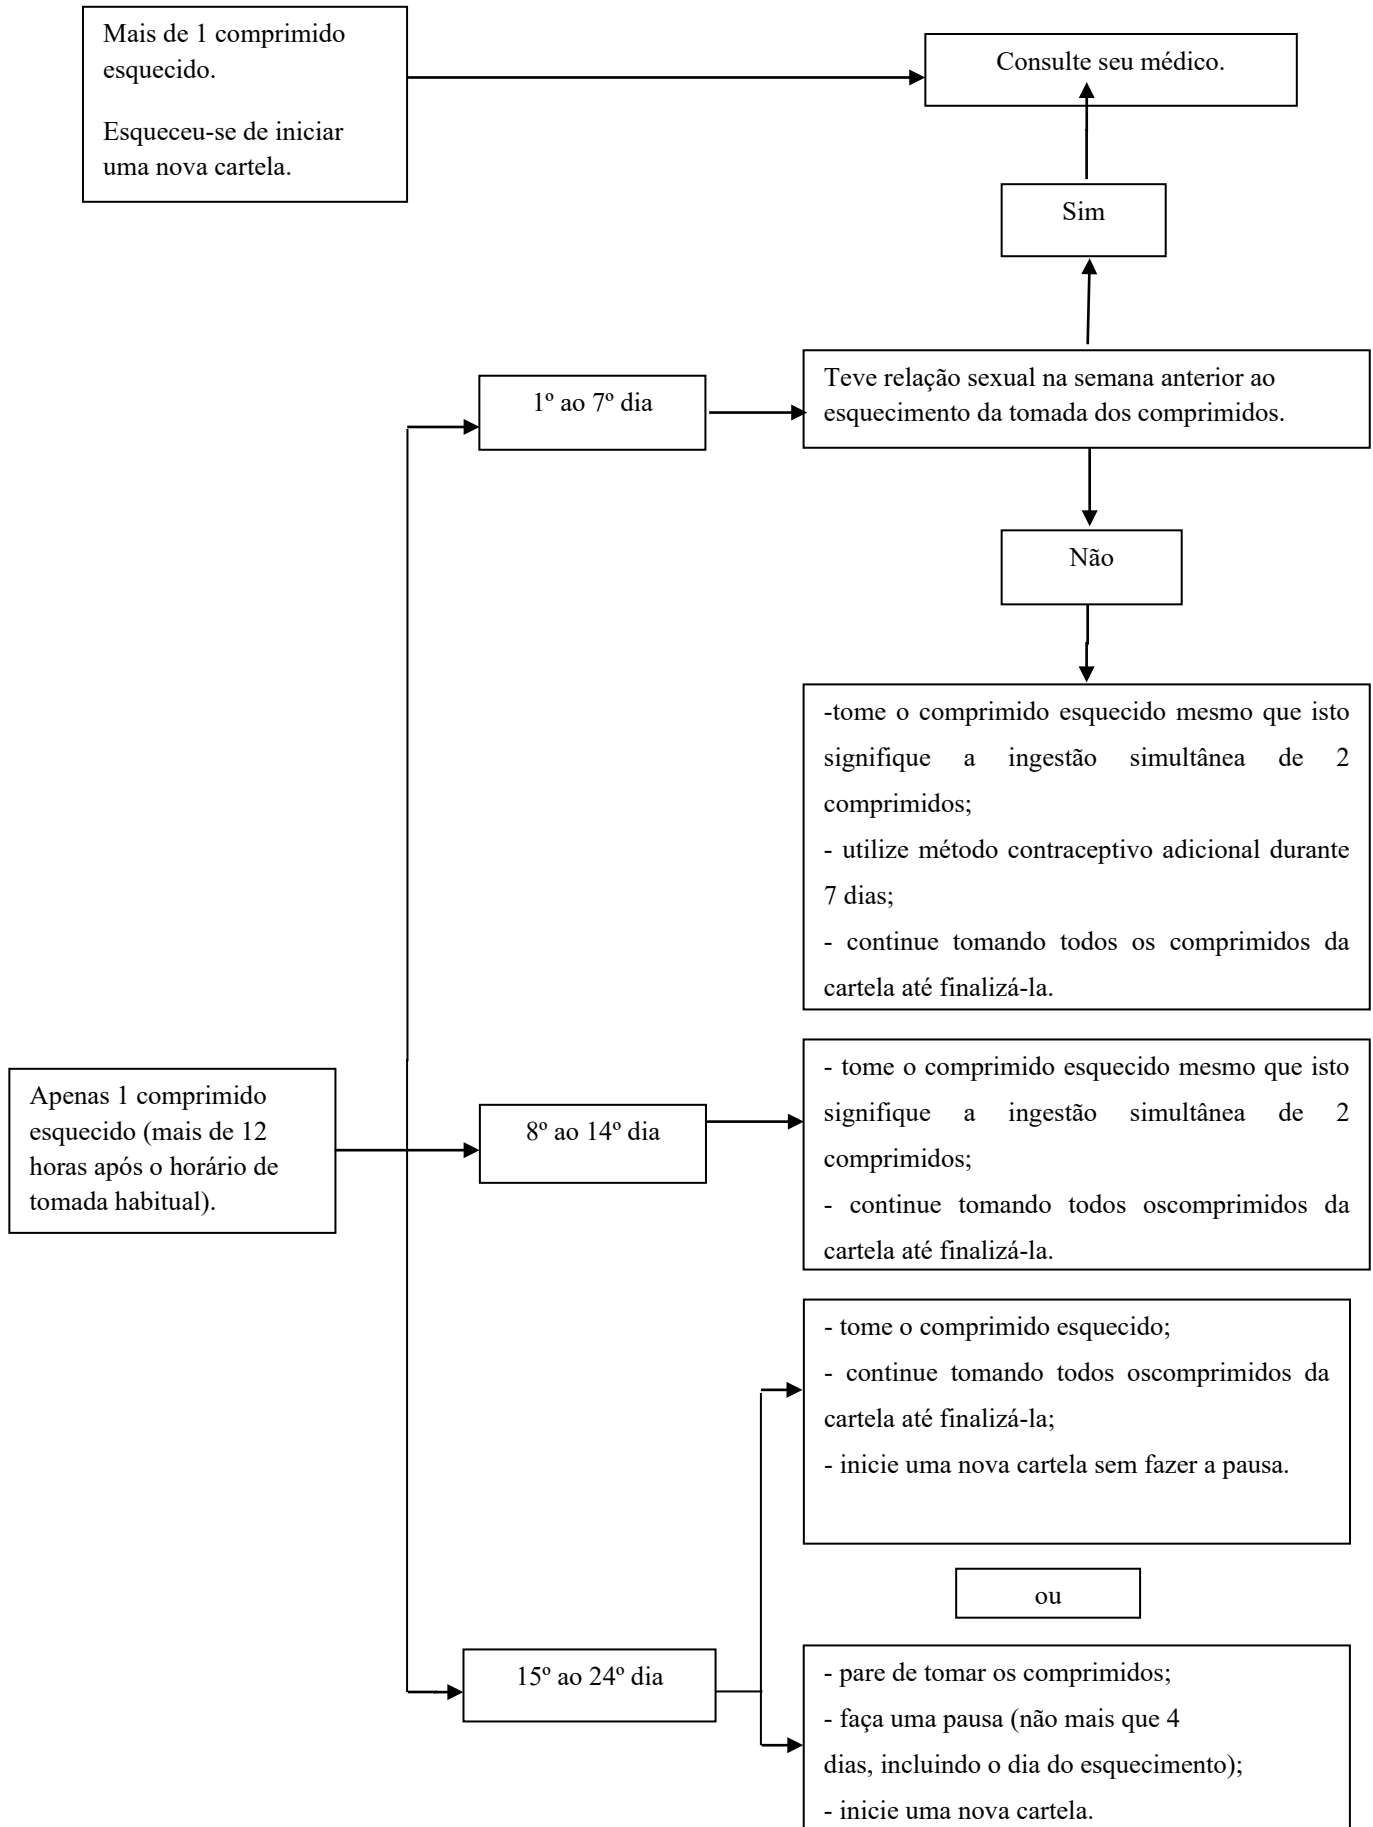 Mais de 1 comprimido
esquecido.
Esqueceu-se de iniciar
uma nova cartela.
Consulte seu médico.
Sim
1º ao 7º dia
Teve relação sexual na semana anterior ao
esquecimento da tomada dos comprimidos.
Não
-tome o comprimido esquecido mesmo que isto
signifique a ingestão simultânea de 2
comprimidos;
- utilize método contraceptivo adicional durante
7 dias;
- continue tomando todos os comprimidos da
cartela até finalizá-la.
Apenas 1 comprimido
esquecido (mais de 12
horas após o horário de
tomada habitual).
8º ao 14º dia
- tome o comprimido esquecido mesmo que isto
signifique a ingestão simultânea de 2
comprimidos;
- continue tomando todos oscomprimidos da
cartela até finalizá-la.
- tome o comprimido esquecido;
- continue tomando todos oscomprimidos da
cartela até finalizá-la;
- inicie uma nova cartela sem fazer a pausa.
ou
15º ao 24º dia
- pare de tomar os comprimidos;
- faça uma pausa (não mais que 4
dias, incluindo o dia do esquecimento);
- inicie uma nova cartela.